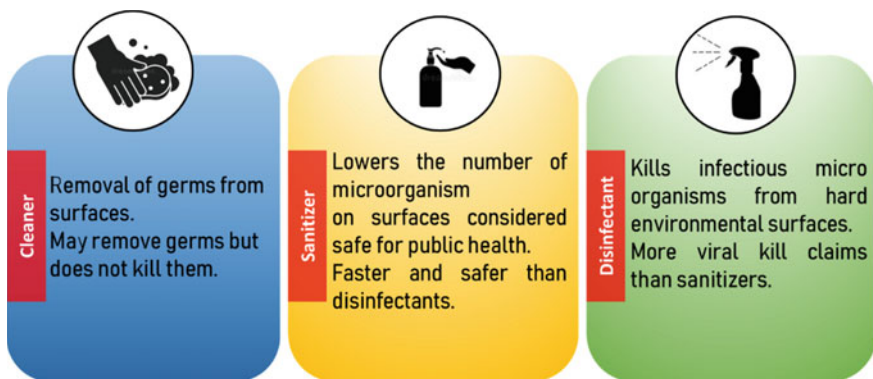 Cleaner
Removal of germs from
surfaces.
May remove germs but
does not kill them.
Sanitizer
Lowers the number of
microorganism
on surfaces considered
safe for public health.
Faster and safer than
disinfectants.
Disinfectant
Kills infectious micro
organisms from hard
environmental surfaces.
More viral kill claims
than sanitizers.